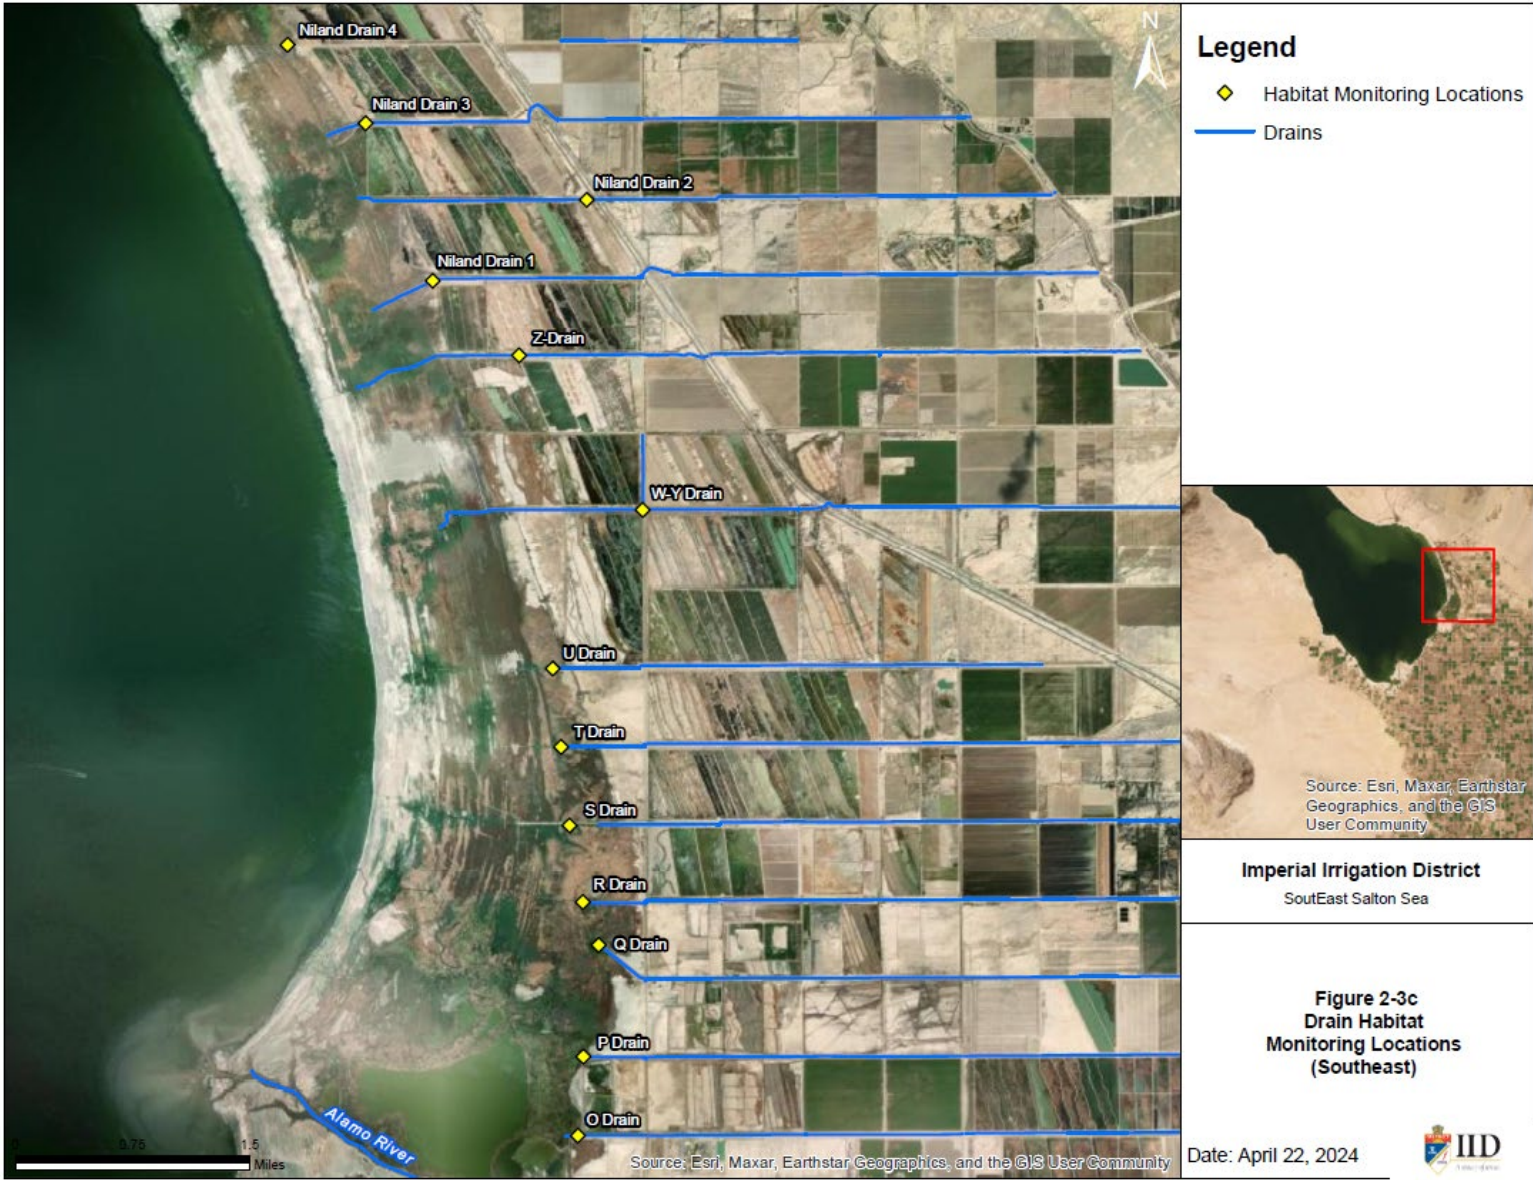 Niland Drain 4
Niland Drain 3
Niland Drain 2
Niland Drain 1
Z-Drain
W-Y Drain
U Drain
T Drain
S Drain
R Drain
Q Drain
P Drain
O Drain
Alamo River
0 0.75 1.5
Miles
Source: Esri, Maxar, Earthstar Geographics, and the GIS User Community
N
Legend
Habitat Monitoring Locations
Drains
Source: Esri, Maxar, Earthstar
Geographics, and the GIS
User Community
Imperial Irrigation District
SoutEast Salton Sea
Figure 2-3c
Drain Habitat
Monitoring Locations
(Southeast)
Date: April 22, 2024
IID